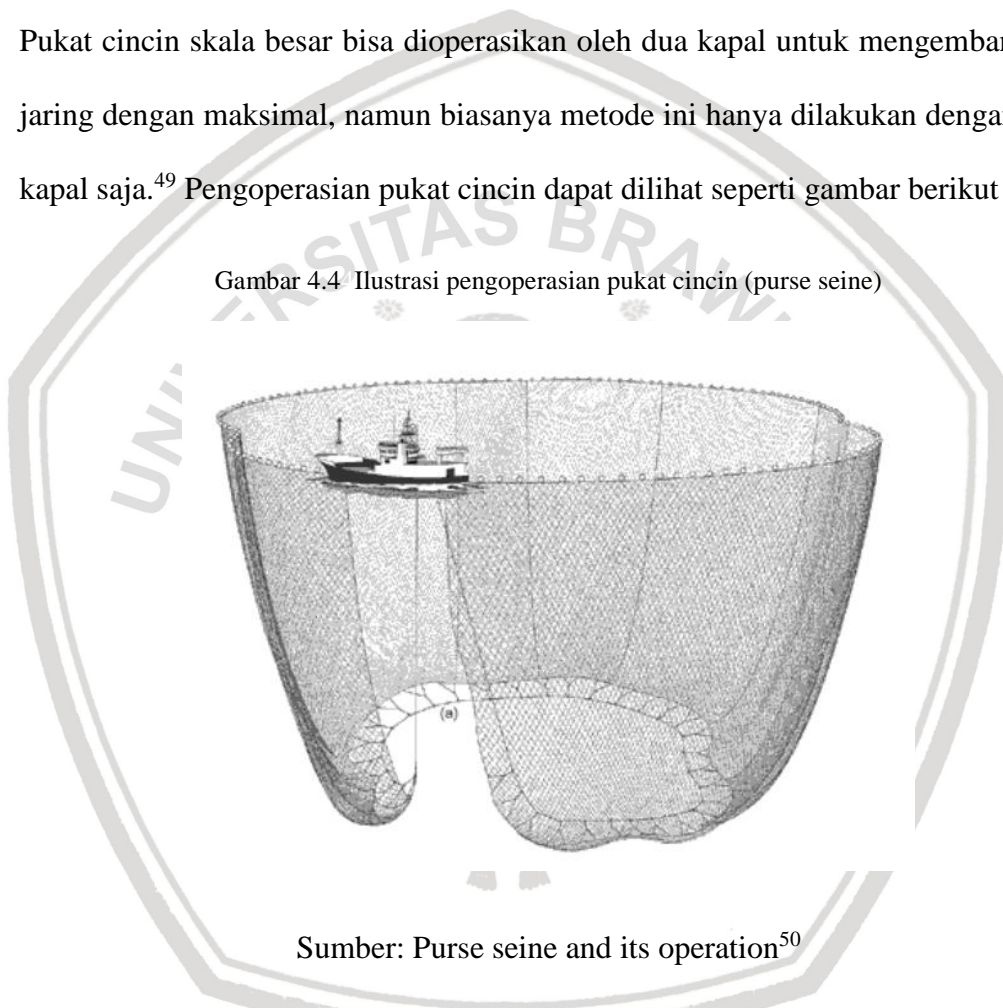 Pukat cincin skala besar bisa dioperasikan oleh dua kapal untuk
jaring dengan maksimal, namun biasanya metode ini hanya dilakukan
kapal saja.⁴⁹ Pengoperasian pukat cincin dapat dilihat seperti gambar berikut
Gambar 4.4 Ilustrasi pengoperasian pukat cincin (purse seine)
(a)
Sumber: Purse seine and its operation⁵⁰